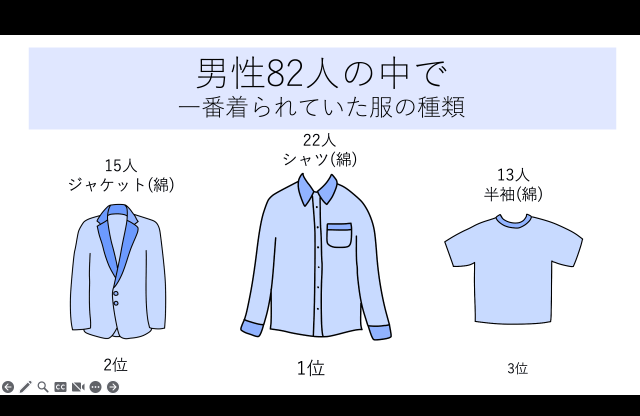 男性82人の中で
一番着られていた服の種類
22人
シャツ(綿)
15人
ジャケット(綿)
13人
半袖(綿)
2位
1位
3位